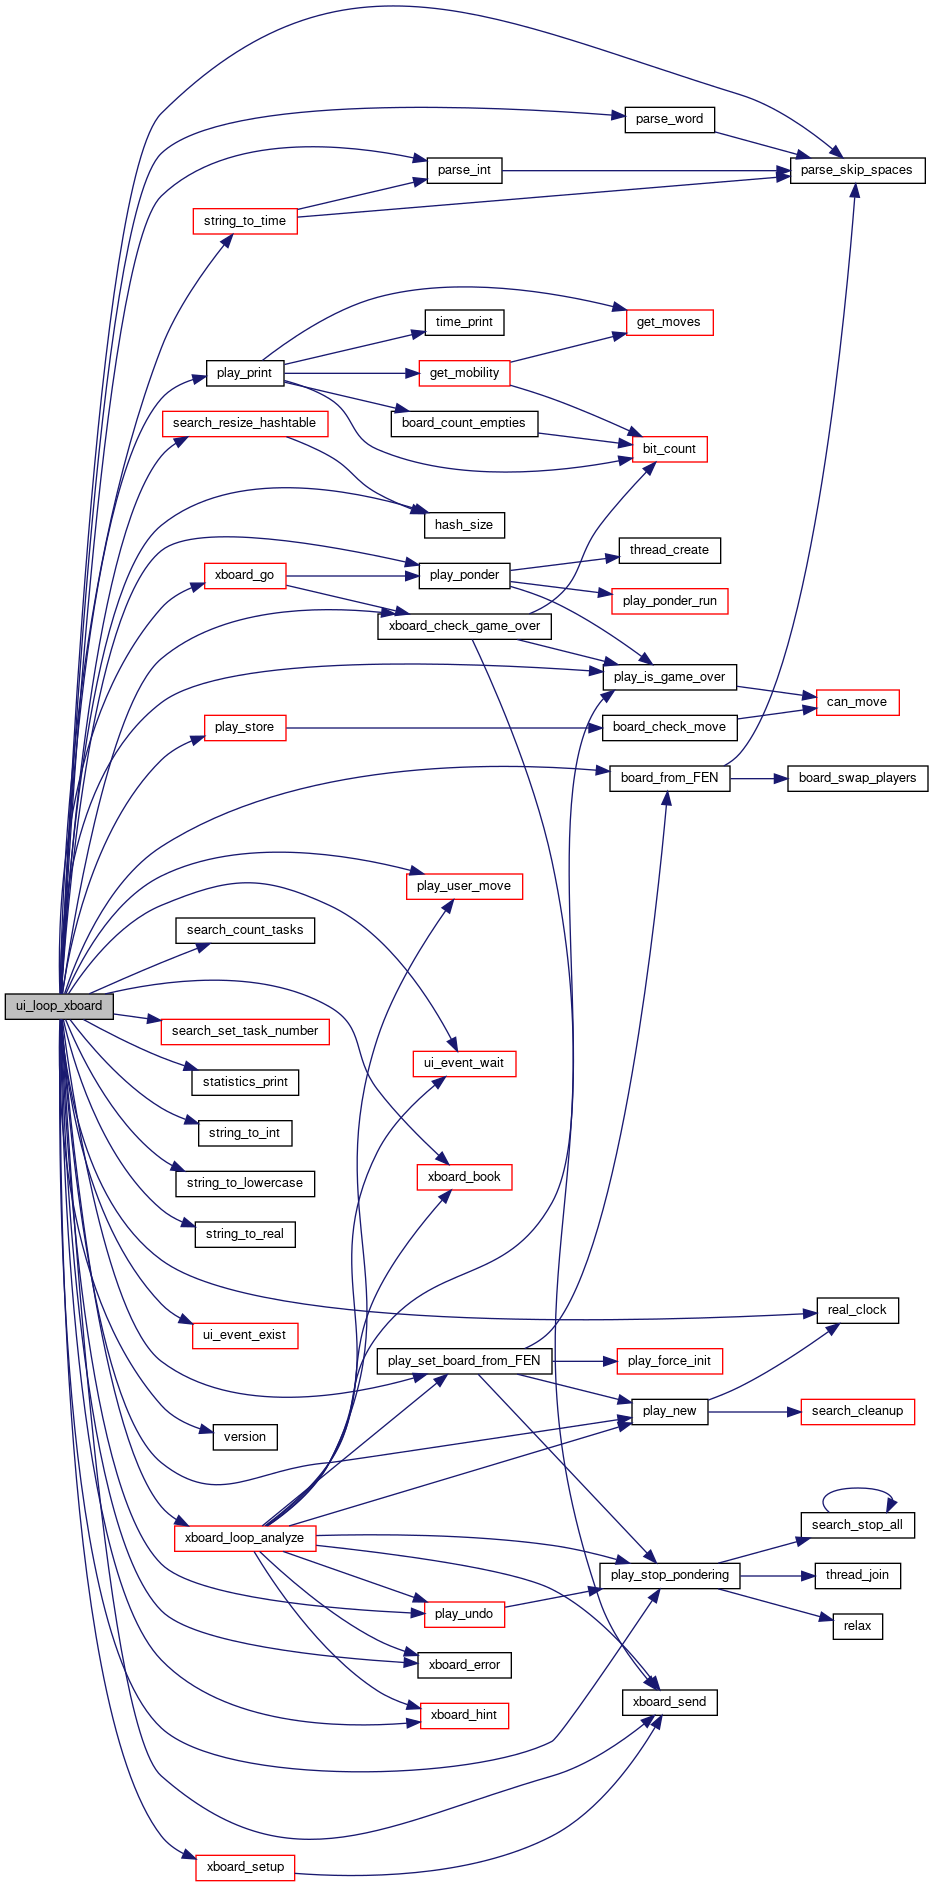 parse_word
parse_int
parse_skip_spaces
string_to_time
time_print
get_moves
play_print
get_mobility
search_resize_hashtable
board_count_empties
bit_count
hash_size
thread_create
xboard_go
play_ponder
play_ponder_run
xboard_check_game_over
play_is_game_over
can_move
play_store
board_check_move
board_from_FEN
board_swap_players
play_user_move
search_count_tasks
ui_loop_xboard
search_set_task_number
ui_event_wait
statistics_print
string_to_int
string_to_lowercase
xboard_book
string_to_real
real_clock
ui_event_exist
play_set_board_from_FEN
play_force_init
play_new
search_cleanup
version
search_stop_all
xboard_loop_analyze
play_stop_pondering
thread_join
play_undo
relax
xboard_error
xboard_send
xboard_hint
xboard_setup